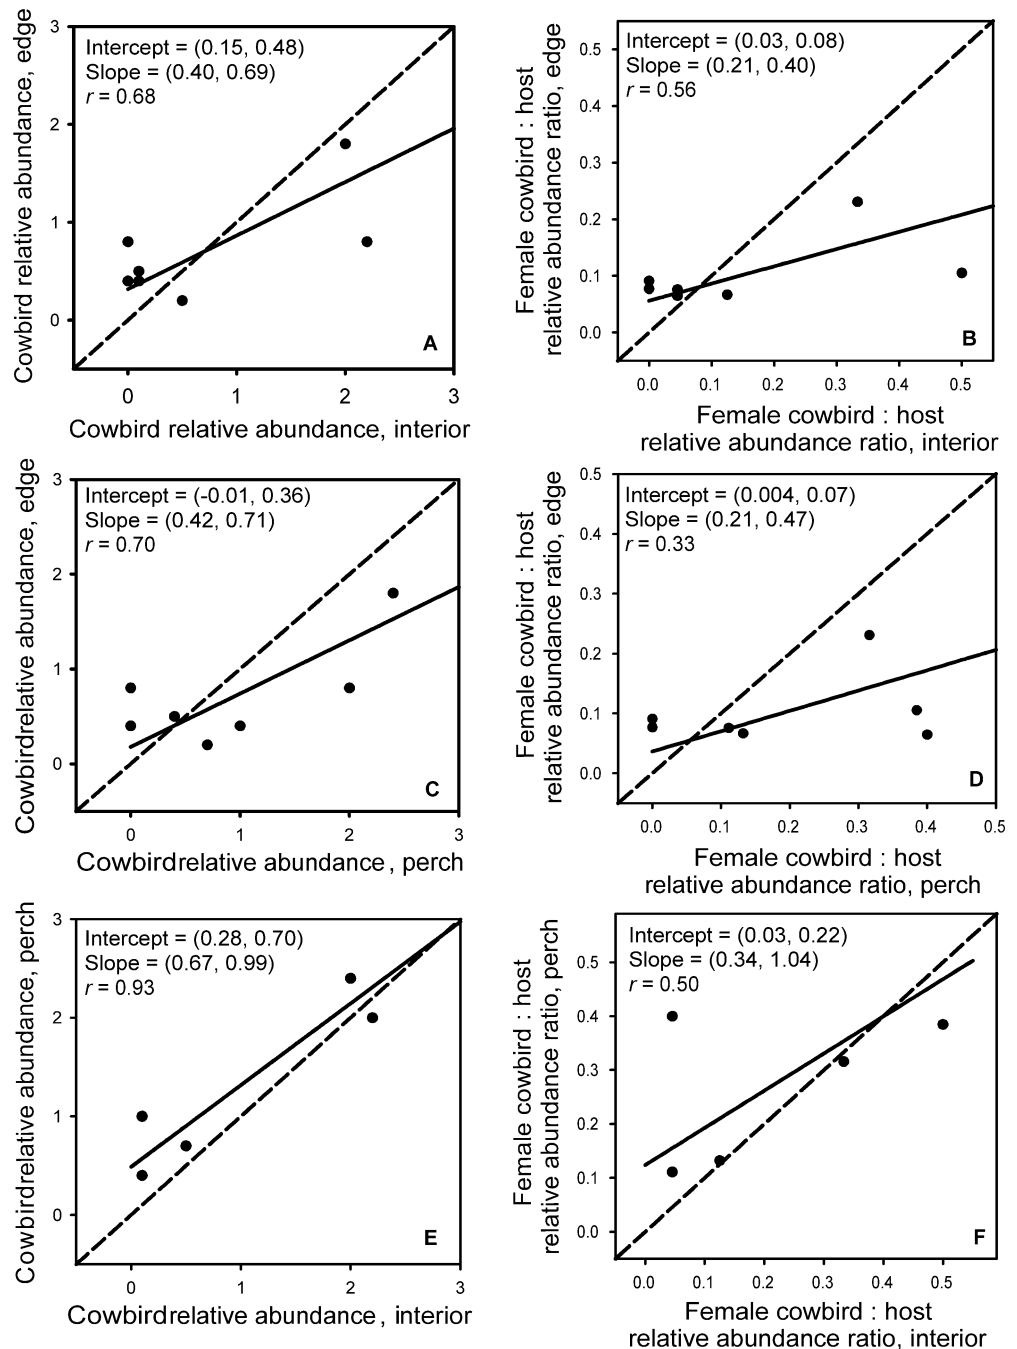 Cowbird relative abundance, edge
3
2
1
0
Intercept = (0.15, 0.48)
Slope = (0.40, 0.69)
r = 0.68
A
0 1 2 3
Cowbird relative abundance, interior
Female cowbird : host
relative abundance ratio, edge
0.5
0.4
0.3
0.2
0.1
0.0
Intercept = (0.03, 0.08)
Slope = (0.21, 0.40)
r = 0.56
B
0.0 0.1 0.2 0.3 0.4 0.5
Female cowbird : host
relative abundance ratio, interior
Cowbirdrelative abundance, edge
3
2
1
0
Intercept = (-0.01, 0.36)
Slope = (0.42, 0.71)
r = 0.70
C
0 1 2 3
Cowbirdrelative abundance, perch
Female cowbird : host
relative abundance ratio, edge
0.5
0.4
0.3
0.2
0.1
0.0
Intercept = (0.004, 0.07)
Slope = (0.21, 0.47)
r = 0.33
D
0.0 0.1 0.2 0.3 0.4 0.5
Female cowbird : host
relative abundance ratio, perch
Cowbirdrelative abundance, perch
3
2
1
0
Intercept = (0.28, 0.70)
Slope = (0.67, 0.99)
r = 0.93
E
0 1 2 3
Cowbirdrelative abundance, interior
Female cowbird : host
relative abundance ratio, perch
0.5
0.4
0.3
0.2
0.1
0.0
Intercept = (0.03, 0.22)
Slope = (0.34, 1.04)
r = 0.50
F
0.0 0.1 0.2 0.3 0.4 0.5
Female cowbird : host
relative abundance ratio, interior